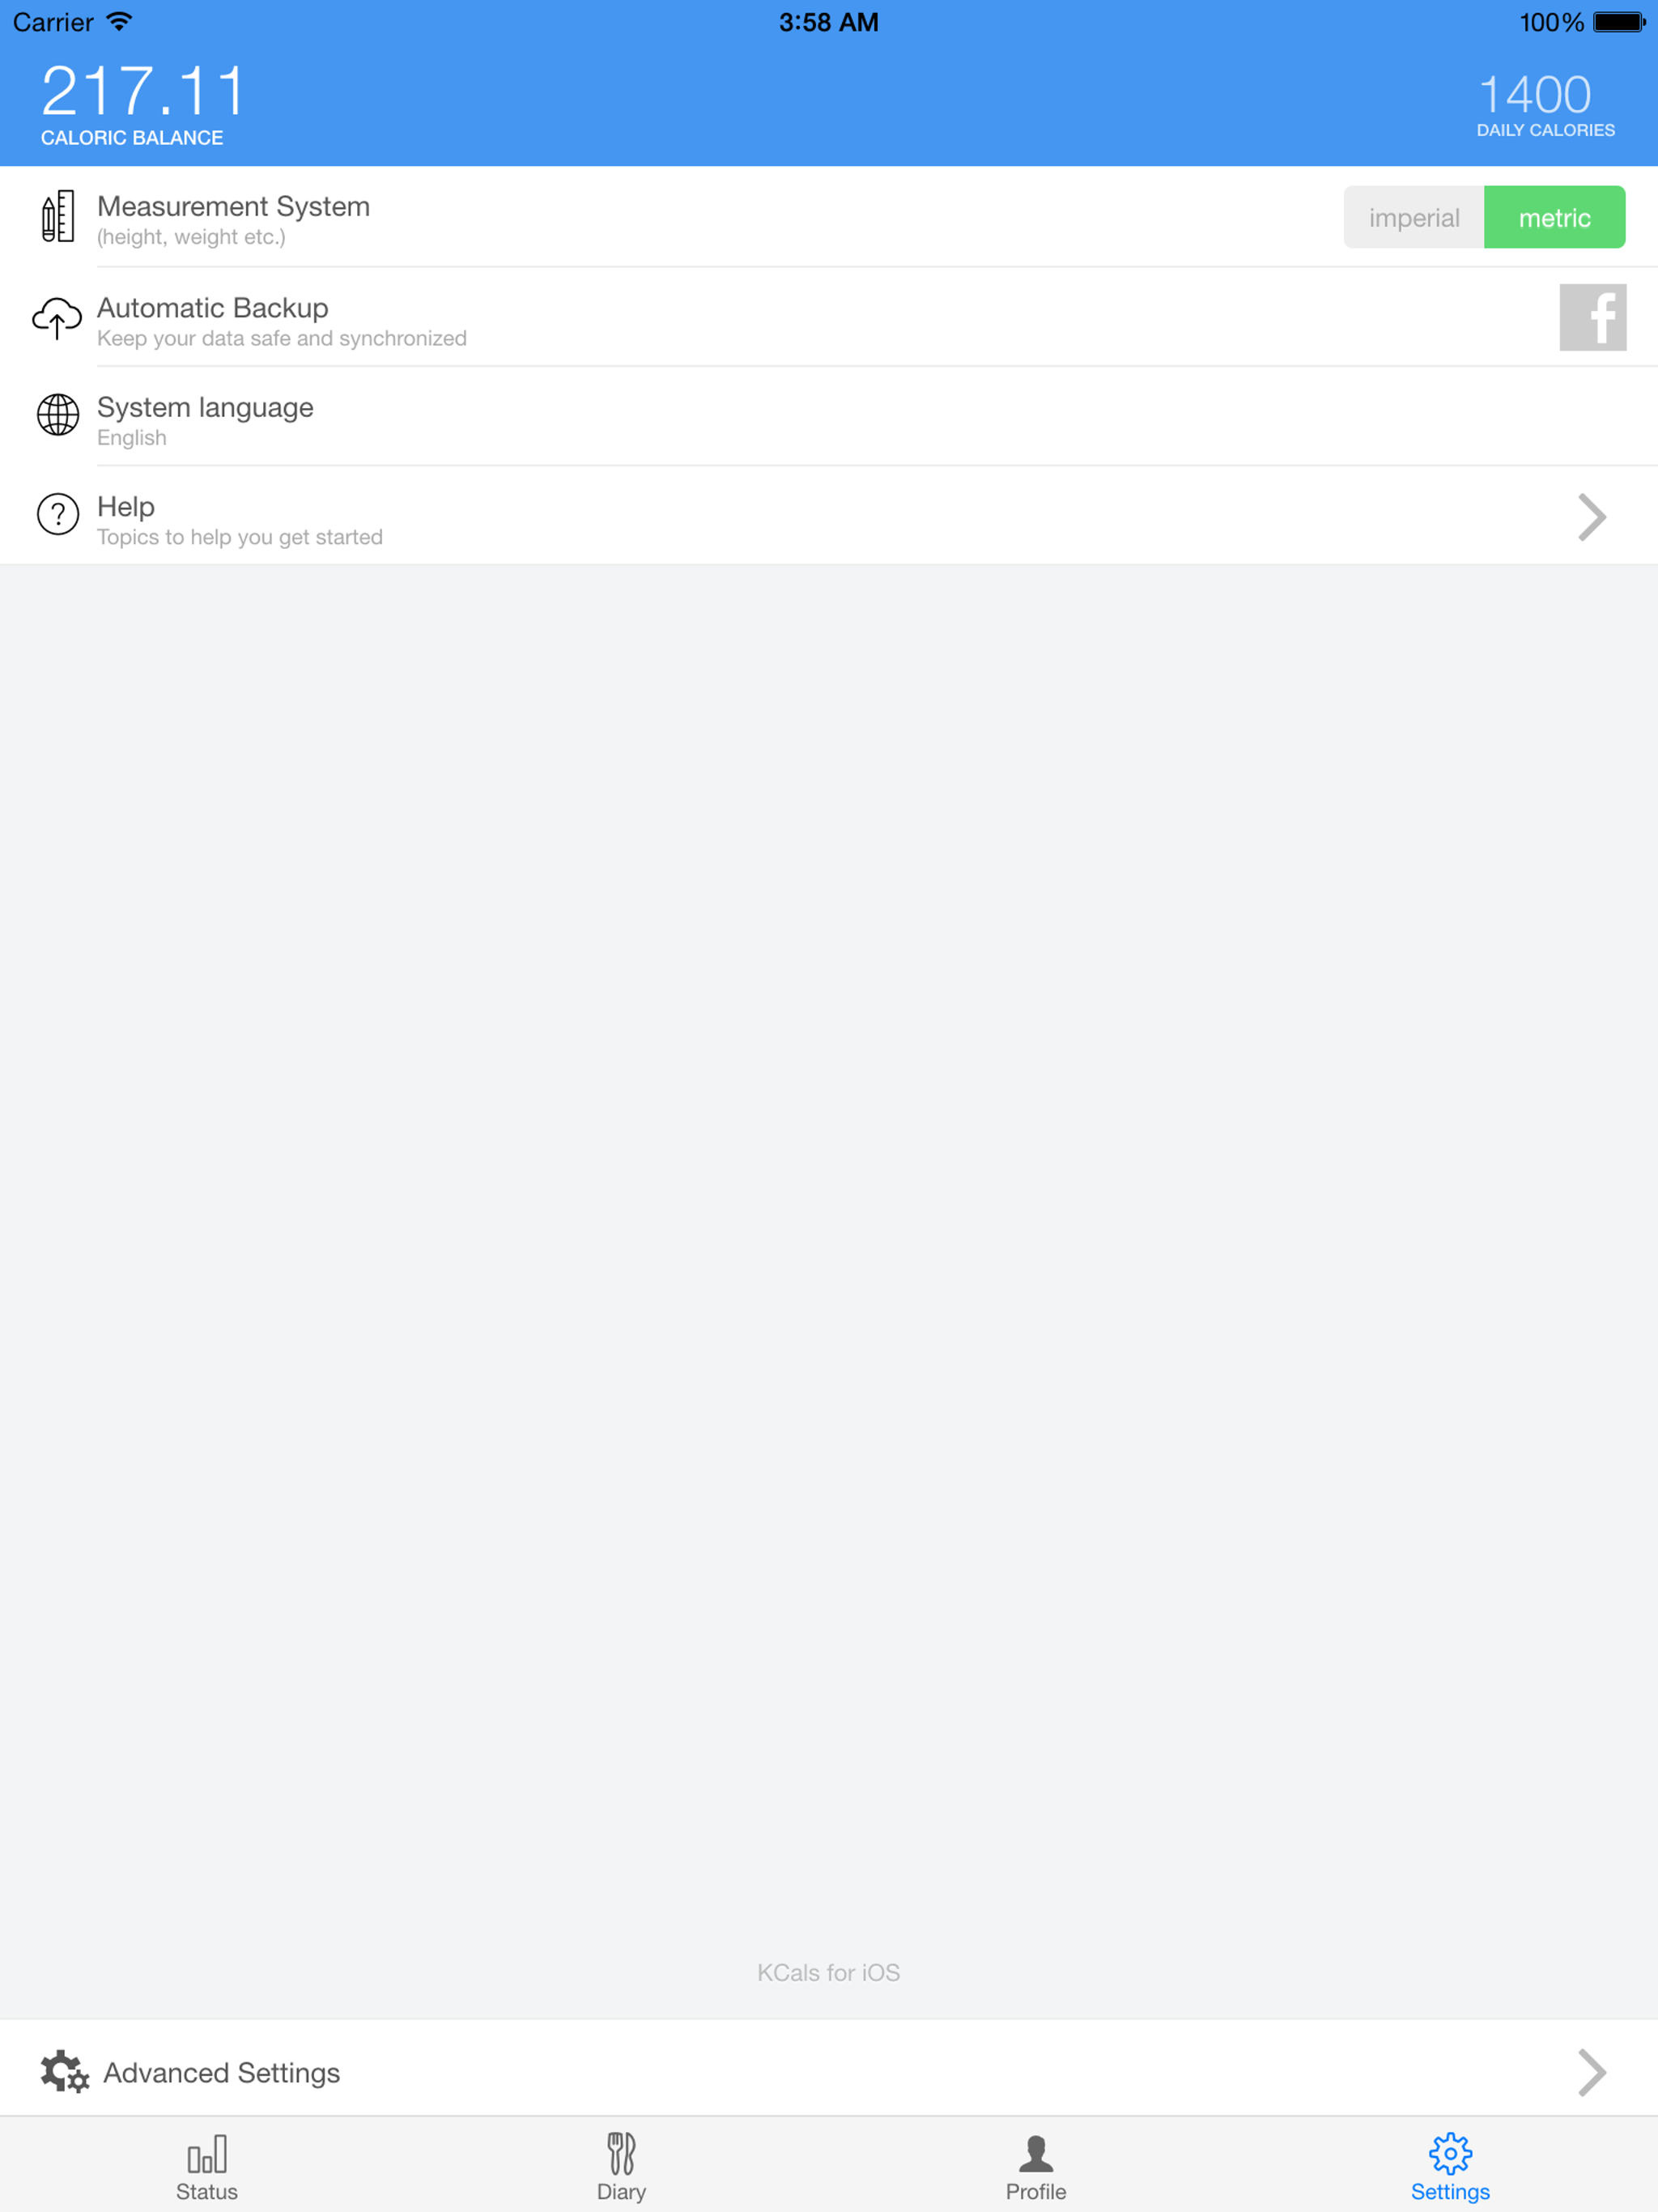 Carrier 3:58 AM 100%
217.11
CALORIC BALANCE
1400
DAILY CALORIES
Measurement System
(height, weight etc.)
imperial metric
Automatic Backup
Keep your data safe and synchronized
f
System language
English
? Help
Topics to help you get started
KCals for iOS
Advanced Settings
Status Diary Profile Settings